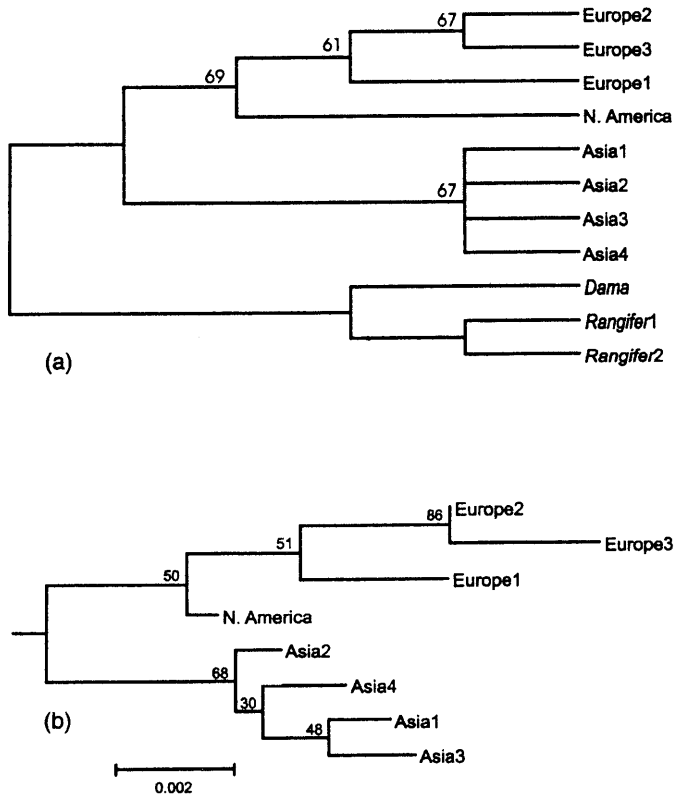 67
Europe2
61
Europe3
69
Europe1
N. America
Asia1
67
Asia2
Asia3
Asia4
Dama
Rangifer1
(a)
Rangifer2
86
Europe2
51
Europe3
50
Europe1
N. America
Asia2
68
Asia4
30
(b)
48
Asia1
Asia3
0.002